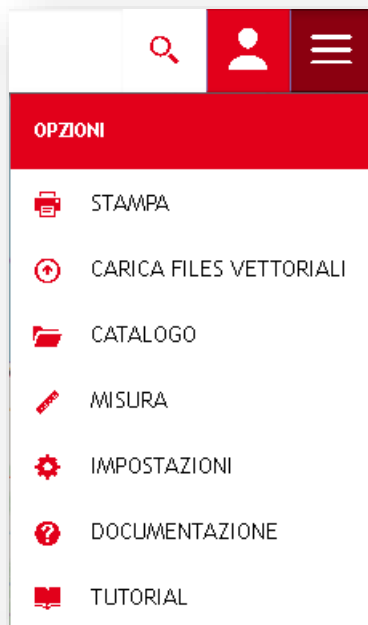 OPZIONI
STAMPA
CARICA FILES VETTORIALI
CATALOGO
MISURA
IMPOSTAZIONI
DOCUMENTAZIONE
TUTORIAL